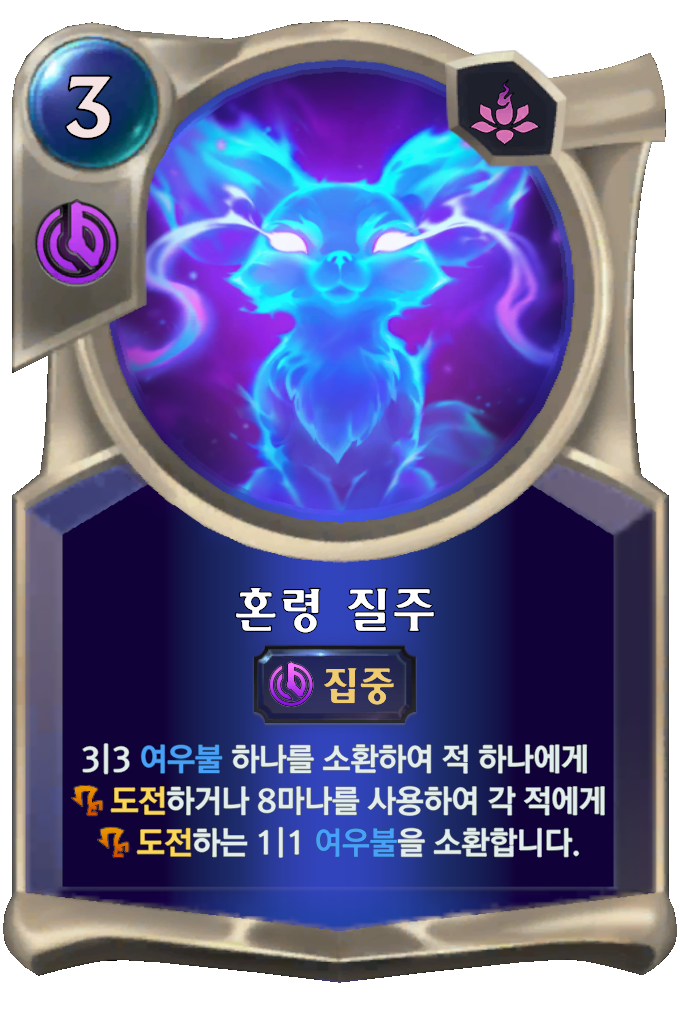 3
혼령 질주
집중
3|3 여우불 하나를 소환하여 적 하나에게
도전하거나 8마나를 사용하여 각 적에게
도전하는 1|1 여우불을 소환합니다.